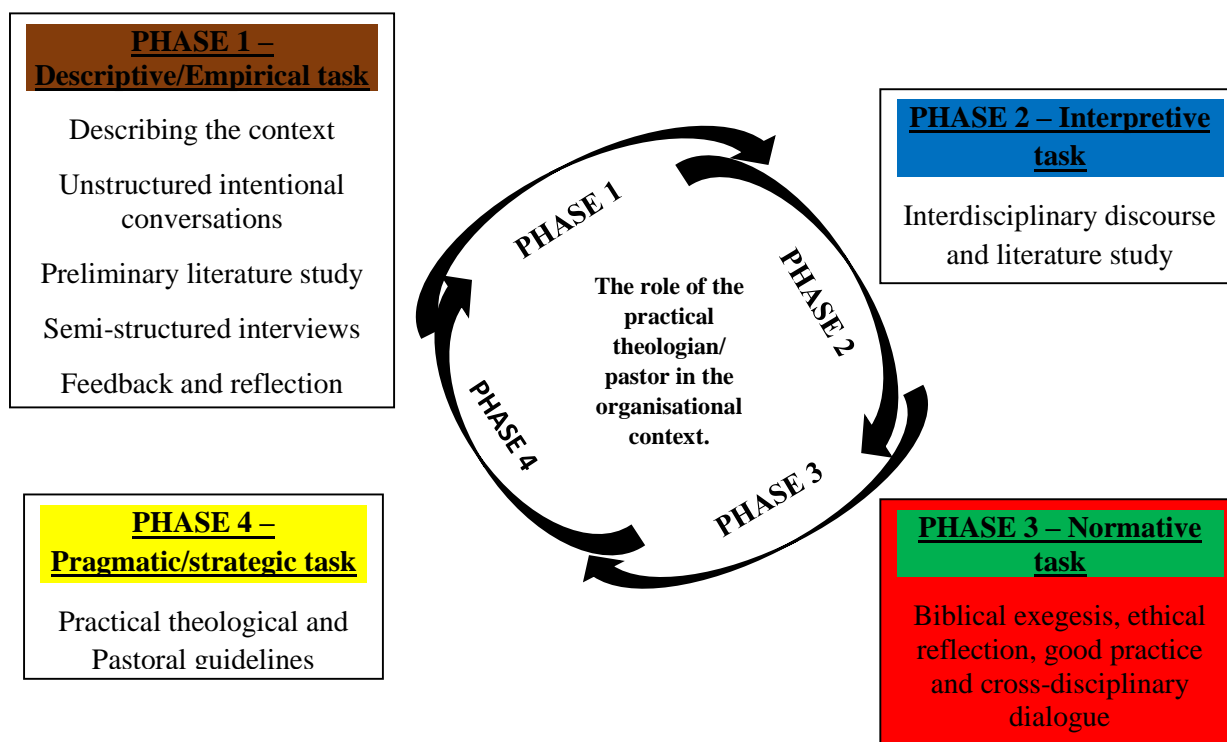 PHASE 1 –
Descriptive/Empirical task
Describing the context
Unstructured intentional
conversations
Preliminary literature study
Semi-structured interviews
Feedback and reflection
PHASE 2 – Interpretive
task
Interdisciplinary discourse
and literature study
PHASE 1
PHASE 2
PHASE 3
PHASE 4
The role of the
practical
theologian/
pastor in the
organisational
context.
PHASE 4 –
Pragmatic/strategic task
Practical theological and
Pastoral guidelines
PHASE 3 – Normative
task
Biblical exegesis, ethical
reflection, good practice
and cross-disciplinary
dialogue